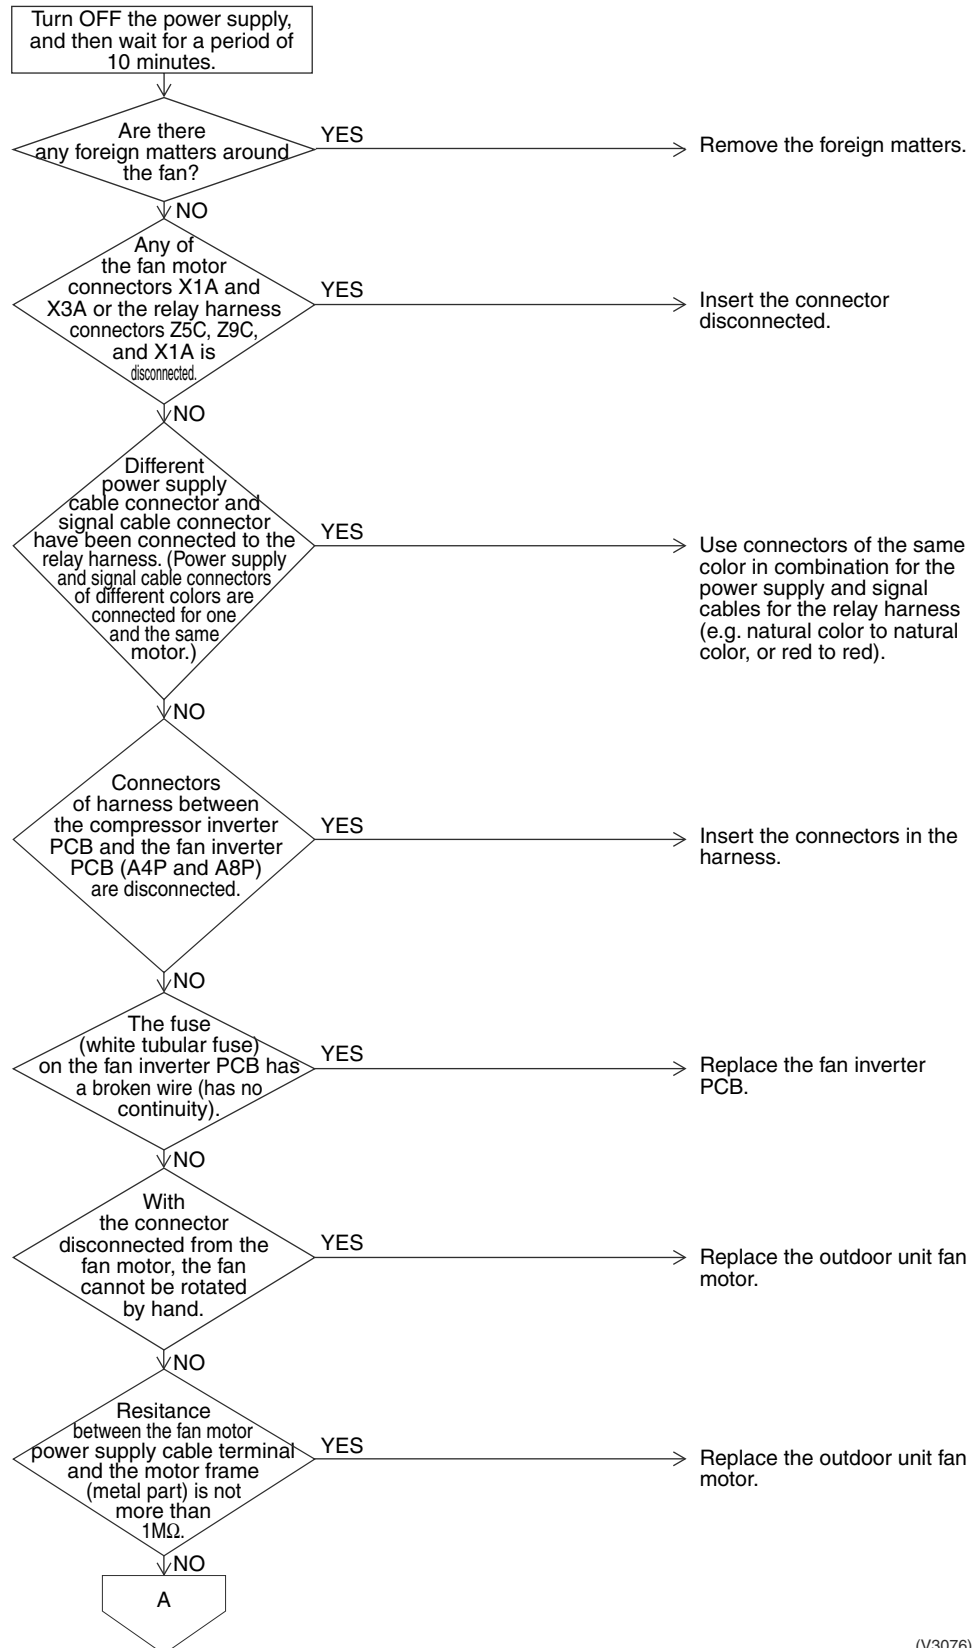 Turn OFF the power supply,
and then wait for a period of
10 minutes.
Are there
any foreign matters around
the fan?
YES
Remove the foreign matters.
NO
Any of
the fan motor
connectors X1A and
X3A or the relay harness
connectors Z5C, Z9C,
and X1A is
disconnected.
YES
Insert the connector
disconnected.
NO
Different
power supply
cable connector and
signal cable connector
have been connected to the
relay harness. (Power supply
and signal cable connectors
of different colors are
connected for one
and the same
motor.)
YES
Use connectors of the same
color in combination for the
power supply and signal
cables for the relay harness
(e.g. natural color to natural
color, or red to red).
NO
Connectors
of harness between
the compressor inverter
PCB and the fan inverter
PCB (A4P and A8P)
are disconnected.
YES
Insert the connectors in the
harness.
NO
The fuse
(white tubular fuse)
on the fan inverter PCB has
a broken wire (has no
continuity).
YES
Replace the fan inverter
PCB.
NO
With
the connector
disconnected from the
fan motor, the fan
cannot be rotated
by hand.
YES
Replace the outdoor unit fan
motor.
NO
Resitance
between the fan motor
power supply cable terminal
and the motor frame
(metal part) is not
more than
1MΩ.
YES
Replace the outdoor unit fan
motor.
NO
A
(V3076)